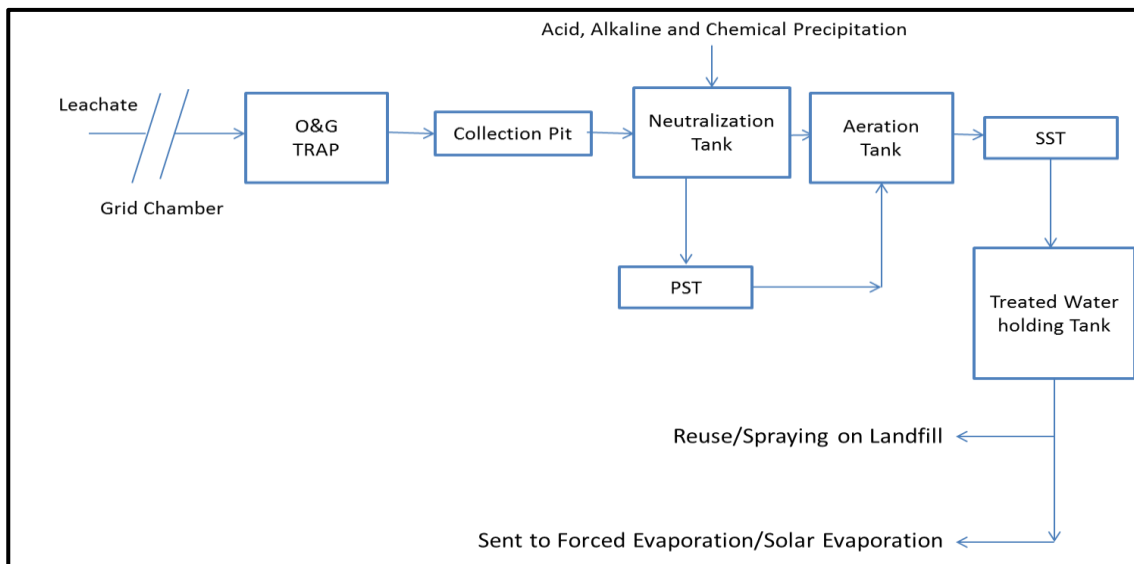 Acid, Alkaline and Chemical Precipitation
Leachate
Grid Chamber
O&G
TRAP
Collection Pit
Neutralization
Tank
Aeration
Tank
SST
PST
Treated Water
holding Tank
Reuse/Spraying on Landfill
Sent to Forced Evaporation/Solar Evaporation